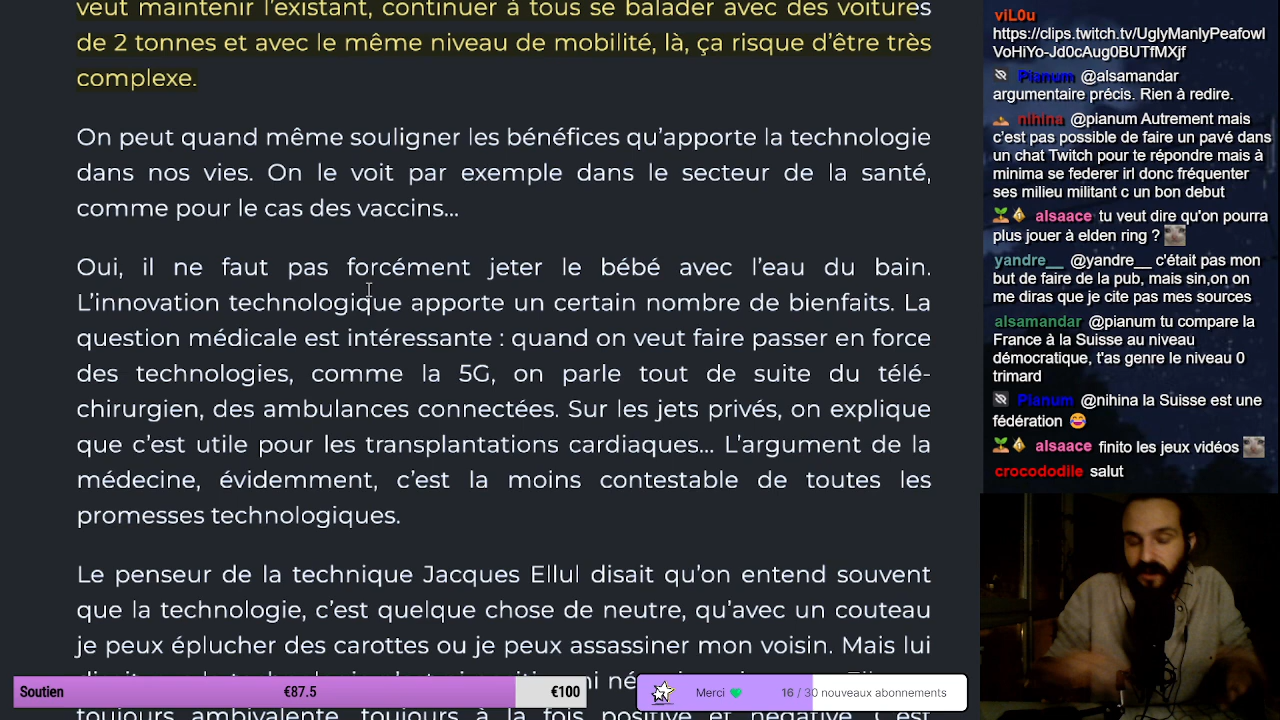 veut maintenir l'existant, continuer à tous se balader avec des voitures
de 2 tonnes et avec le même niveau de mobilité, là, ça risque d'être très
complexe.
On peut quand même souligner les bénéfices qu'apporte la technologie
dans nos vies. On le voit par exemple dans le secteur de la santé,
comme pour le cas des vaccins...
Oui, il ne faut pas forcément jeter le bébé avec l'eau du bain.
L'innovation technologique apporte un certain nombre de bienfaits. La
question médicale est intéressante : quand on veut faire passer en force
des technologies, comme la 5G, on parle tout de suite du télé-
chirurgien, des ambulances connectées. Sur les jets privés, on explique
que c'est utile pour les transplantations cardiaques... L'argument de la
médecine, évidemment, c'est la moins contestable de toutes les
promesses technologiques.
Le penseur de la technique Jacques Ellul disait qu'on entend souvent
que la technologie, c'est quelque chose de neutre, qu'avec un couteau
je peux éplucher des carottes ou je peux assassiner mon voisin. Mais lui
toujours ambivalente, toujours à la fois positive et négative. C'est
Soutien €87.5 €100
Merci 16 / 30 nouveaux abonnements
viL0u
https://clips.twitch.tv/UglyManlyPeafowl
VoHiYo-Jd0cAug0BUTfMXjf
Pianum @alsamandar
argumentaire précis. Rien à redire.
nihina @pianum Autrement mais
c'est pas possible de faire un pavé dans
un chat Twitch pour te répondre mais à
minima se federer irl donc fréquenter
ses milieu militant c un bon debut
alsaace tu veut dire qu'on pourra
plus jouer à elden ring ?
yandre__ @yandre__ c'était pas mon
but de faire de la pub, mais sin,on on
me diras que je cite pas mes sources
alsamandar @pianum tu compare la
France à la Suisse au niveau
démocratique, t'as genre le niveau 0
trimard
Pianum @nihina la Suisse est une
fédération
alsaace finito les jeux vidéos
crocododile salut